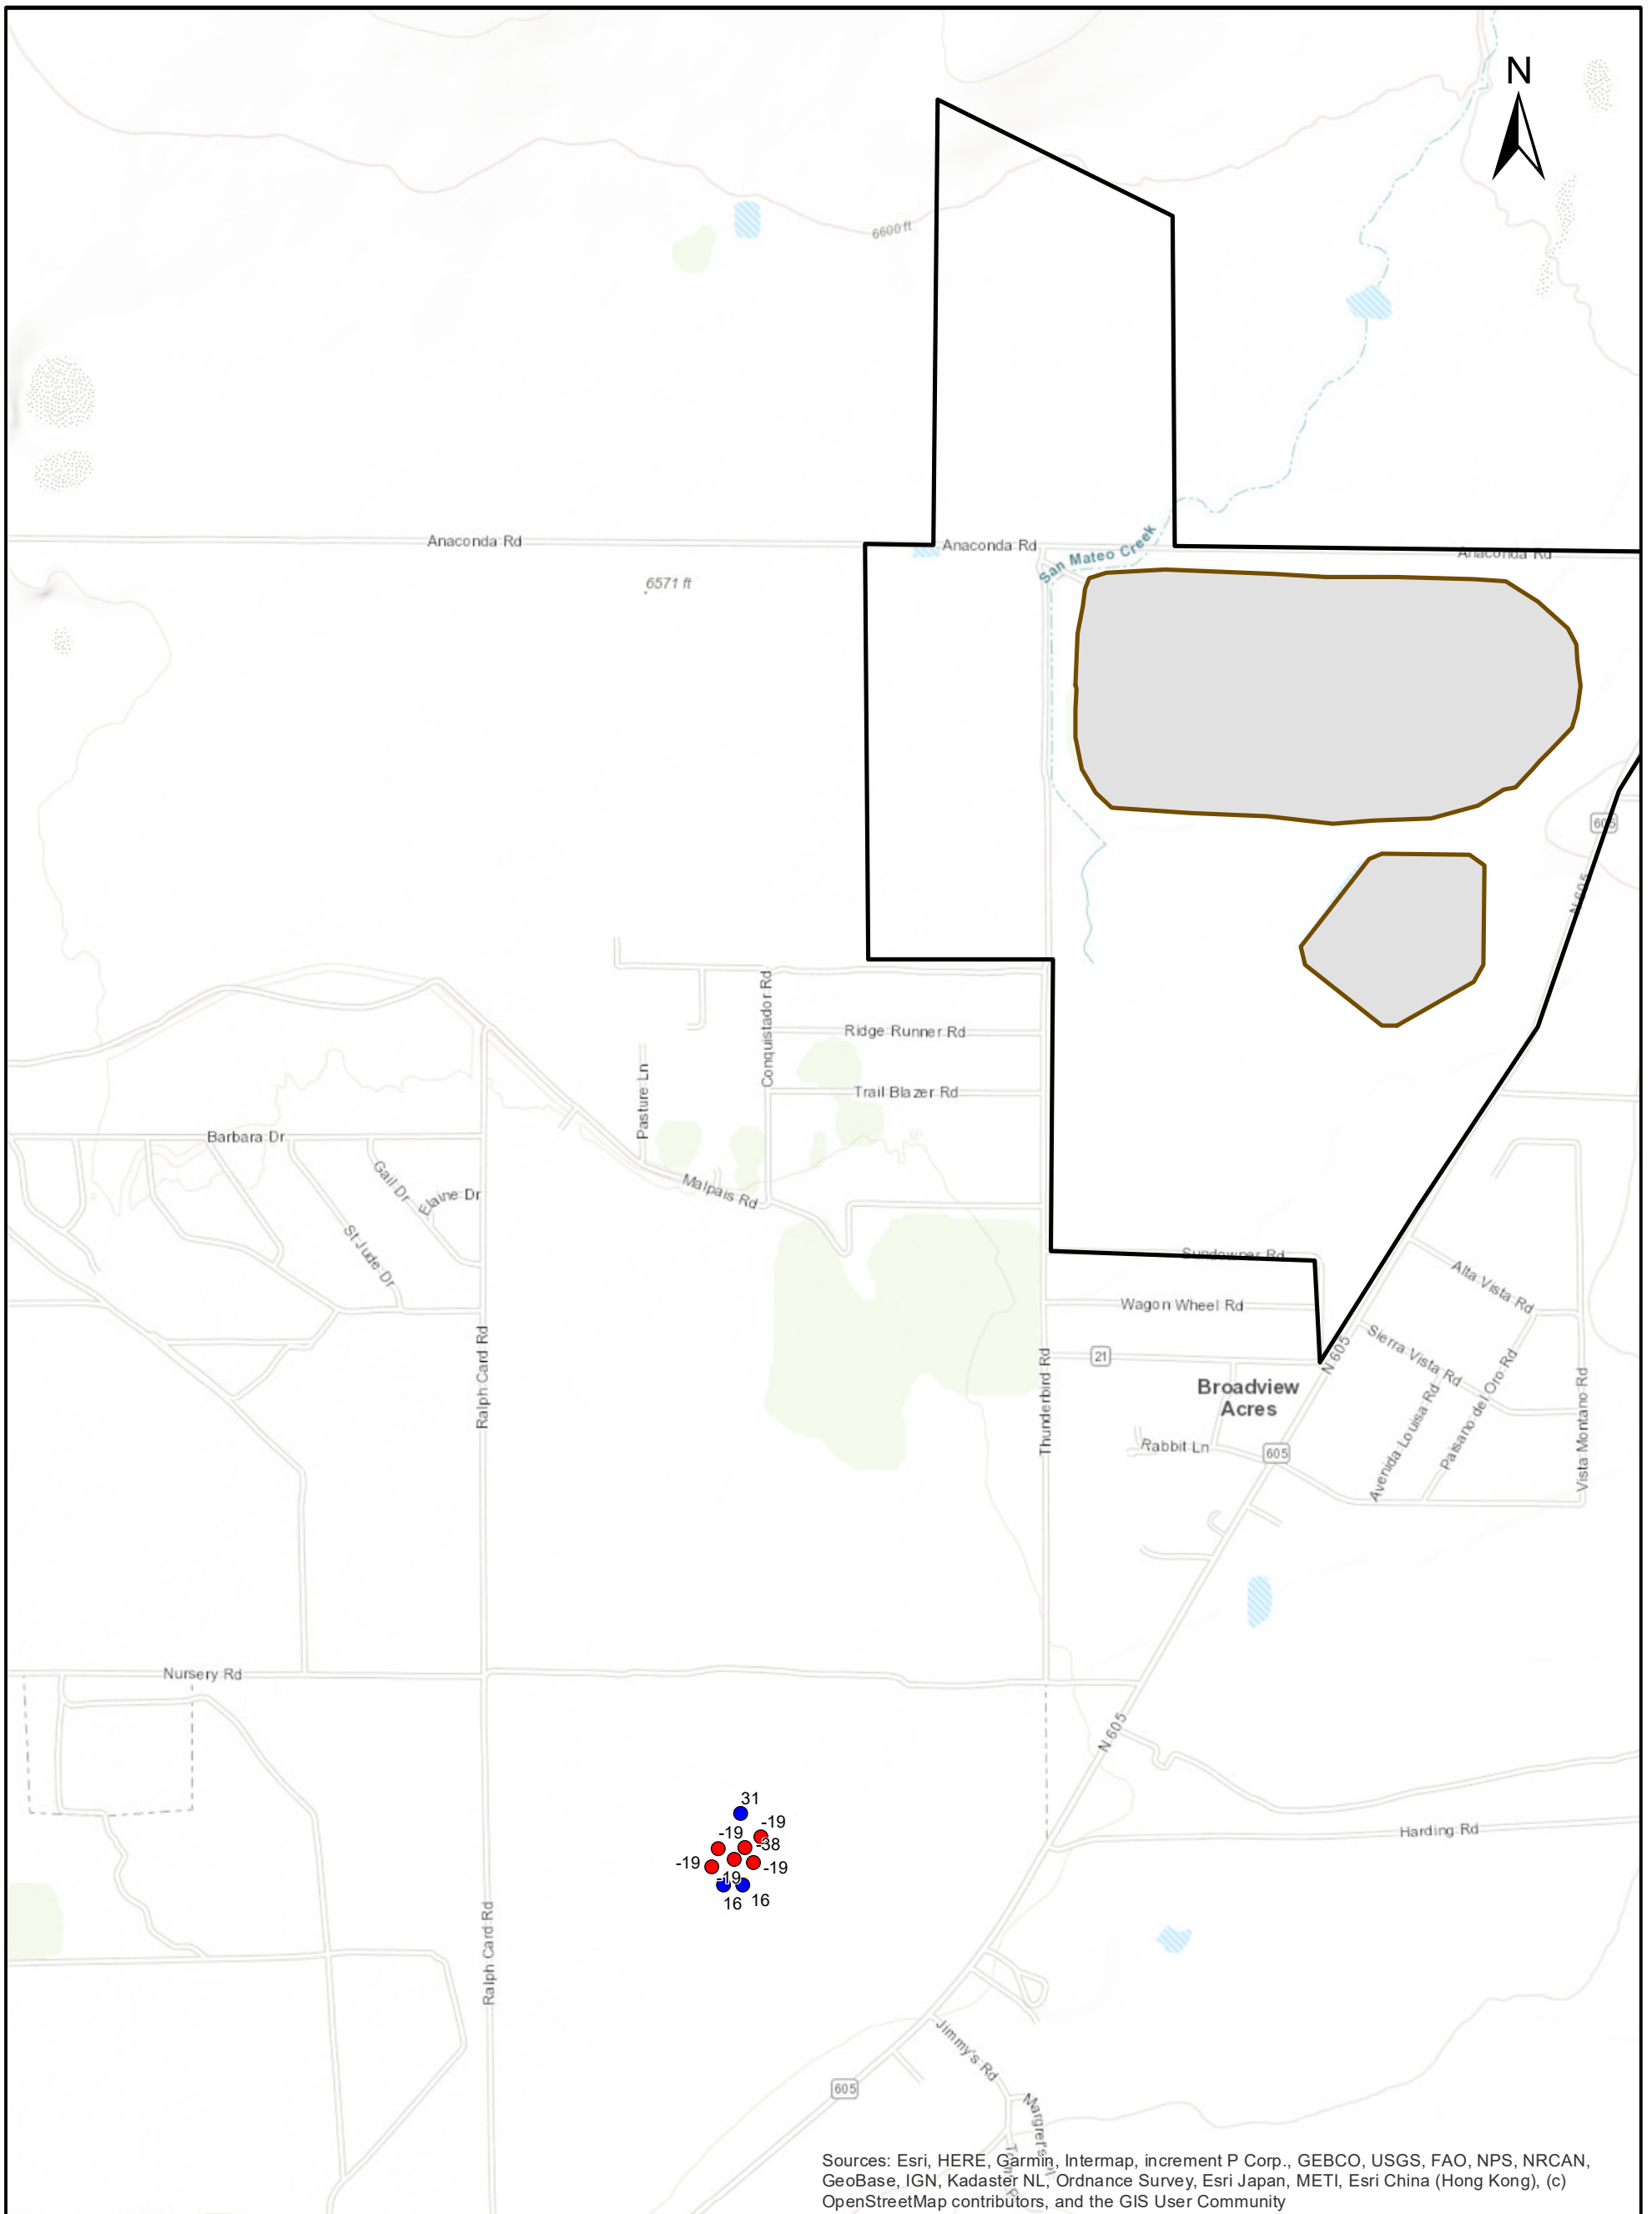 N
6600 ft
Anaconda Rd
Anaconda Rd
San Mateo Creek
Anaconda Rd
6571 ft
605
N 605
Conquistador Rd
Ridge Runner Rd
Pasture Ln
Trail Blazer Rd
Barbara Dr
Gail Dr
Elaine Dr
Malpais Rd
St Jude Dr
Sundowner Rd
Alta Vista Rd
Wagon Wheel Rd
Sierra Vista Rd
N 605
21
Ralph Card Rd
Thunderbird Rd
Broadview
Acres
Paisano del Oro Rd
Avenida Louisa Rd
Vista Montano Rd
Rabbit Ln
605
Nursery Rd
N 605
31
-19
-19
-38
Harding Rd
-19
-19
-19
16
16
Ralph Card Rd
Jimmy's Rd
605
Sources: Esri, HERE, Garmin, Intermap, increment P Corp., GEBCO, USGS, FAO, NPS, NRCAN,
GeoBase, IGN, Kadaster NL, Ordnance Survey, Esri Japan, METI, Esri China (Hong Kong), (c)
OpenStreetMap contributors, and the GIS User Community